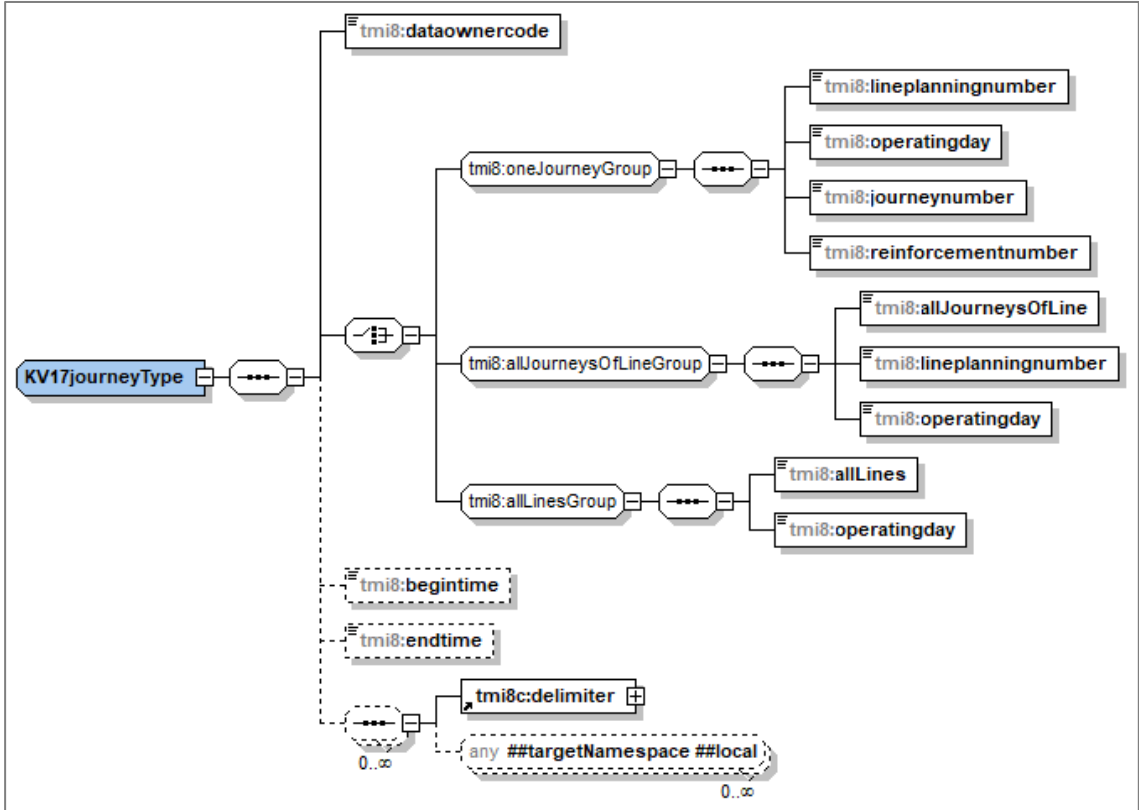 tmi8:dataownercode
tmi8:lineplanningnumber
tmi8:operatingday
tmi8:oneJourneyGroup
tmi8:journeynumber
tmi8:reinforcementnumber
tmi8:allJourneysOfLine
KV17journeyType
tmi8:allJourneysOfLineGroup
tmi8:lineplanningnumber
tmi8:operatingday
tmi8:allLines
tmi8:allLinesGroup
tmi8:operatingday
tmi8:begintime
tmi8:endtime
tmi8c:delimiter
any ##targetNamespace ##local
0..∞
0..∞